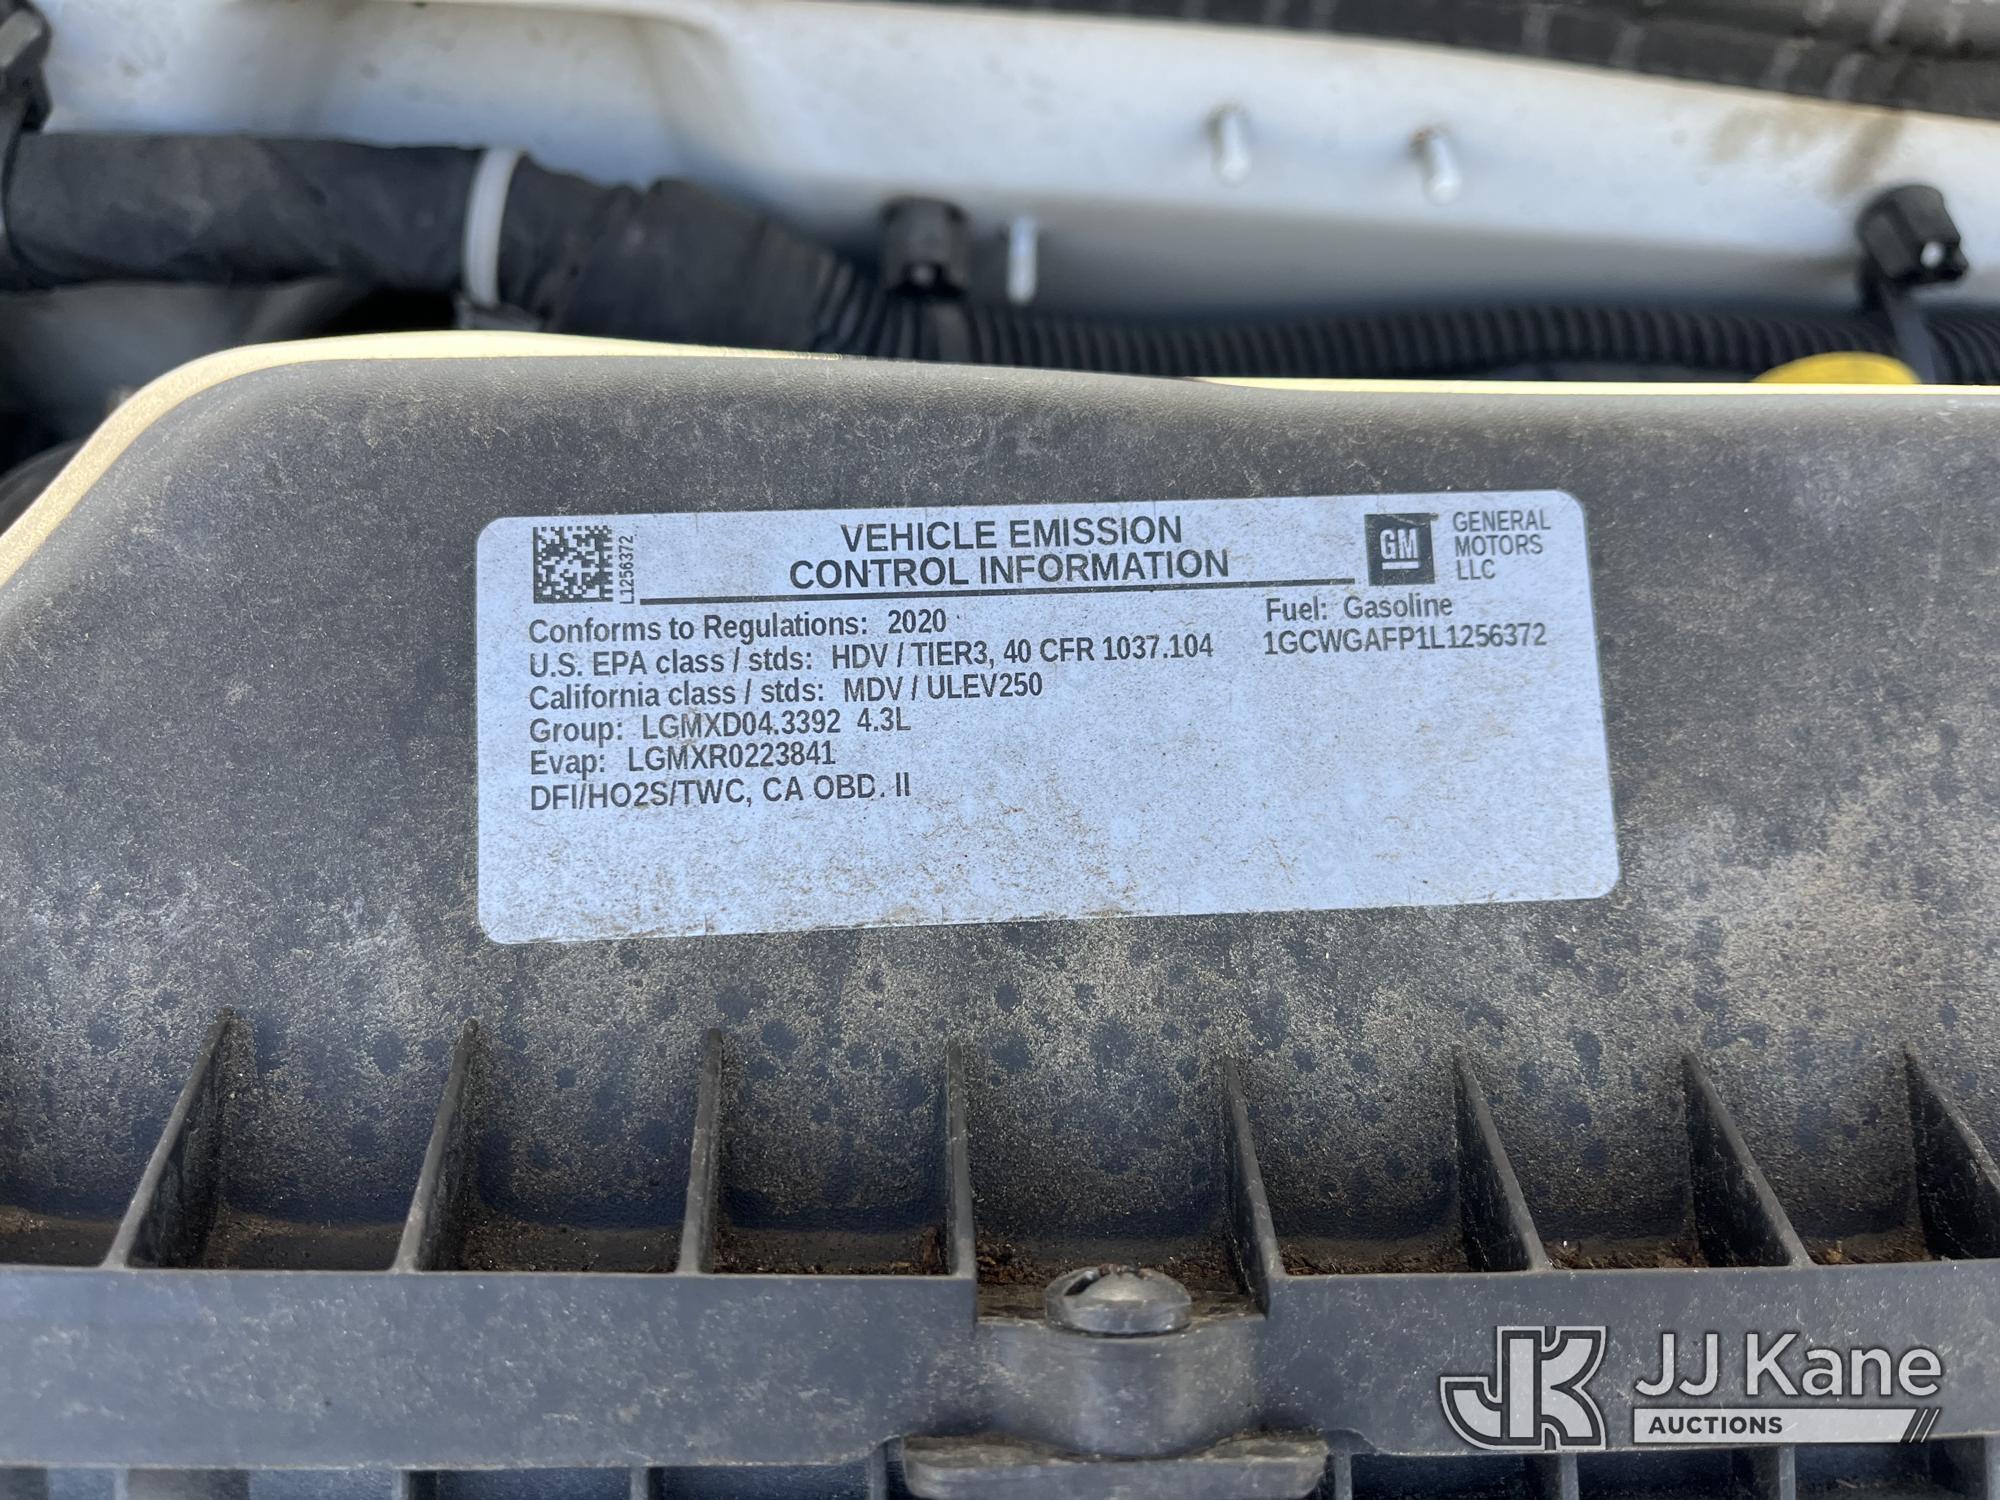 L1256372
VEHICLE EMISSION
CONTROL INFORMATION
GM
GENERAL
MOTORS
LLC
Conforms to Regulations: 2020
Fuel: Gasoline
U.S. EPA class / stds: HDV / TIER3, 40 CFR 1037.104
1GCWGAFP1L1256372
California class / stds: MDV / ULEV250
Group: LGMXD04.3392 4.3L
Evap: LGMXR0223841
DFI/HO2S/TWC, CA OBD. II
JK
JJ Kane
AUCTIONS